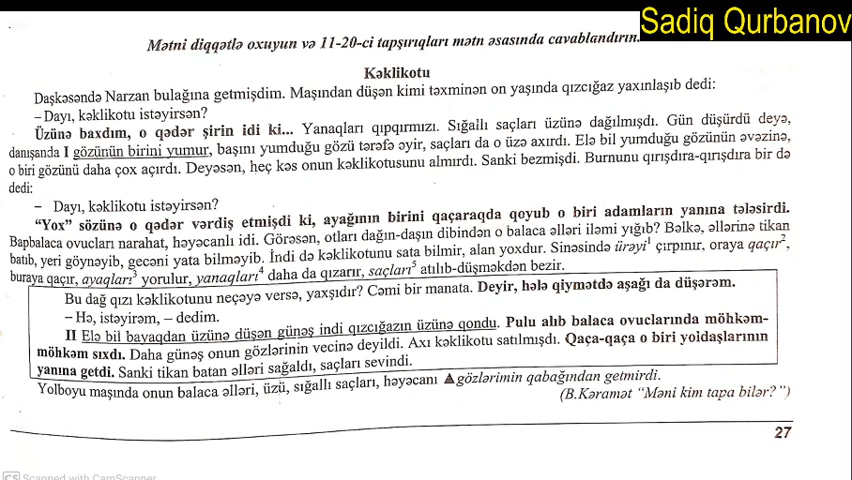 Sadiq Qurbanov
Mətni diqqətlə oxuyun və 11-20-ci tapşırıqları mətn əsasında cavablandırın.
Kəklikotu
Daşkəsəndə Narzan bulağına getmişdim. Maşından düşən kimi təxminən on yaşında qızcığaz yaxınlaşıb dedi:
– Dayı, kəklikotu istəyirsən?
Üzünə baxdım, o qədər şirin idi ki... Yanaqları qıpqırmızı. Sığallı saçları üzünə dağılmışdı. Gün düşürdü deyə,
danışanda I gözünün birini yumur, başını yumduğu gözü tərəfə əyir, saçları da o üzə axırdı. Elə bil yumduğu gözünün əvəzinə,
o biri gözünü daha çox açırdı. Deyəsən, heç kəs onun kəklikotusunu almırdı. Sanki bezmişdi. Burnunu qırışdıra-qırışdıra bir də
dedi:
– Dayı, kəklikotu istəyirsən?
“Yox” sözünə o qədər vərdiş etmişdi ki, ayağının birini qaçaraqda qoyub o biri adamların yanına tələsirdi.
Bapbalaca ovucları narahat, həyəcanlı idi. Görəsən, otları dağın-daşın dibindən o balaca əlləri iləmi yığıb? Bəlkə, əllərinə tikan
batıb, yeri göynəyib, gecəni yata bilməyib. İndi də kəklikotunu sata bilmir, alan yoxdur. Sinəsində ürəyi¹ çırpınır, oraya qaçır²,
buraya qaçır, ayaqları³ yorulur, yanaqları⁴ daha da qızarır, saçları⁵ atılıb-düşməkdən bezir.
Bu dağ qızı kəklikotunu neçəyə versə, yaxşıdır? Cəmi bir manata. Deyir, hələ qiymətdə aşağı da düşərəm.
– Hə, istəyirəm, – dedim.
II Elə bil bayaqdan üzünə düşən günəş indi qızcığazın üzünə qondu. Pulu alıb balaca ovuclarında möhkəm-
möhkəm sıxdı. Daha günəş onun gözlərinin vecinə deyildi. Axı kəklikotu satılmışdı. Qaça-qaça o biri yoldaşlarının
yanına getdi. Sanki tikan batan əlləri sağaldı, saçları sevindi.
Yolboyu maşında onun balaca əlləri, üzü, sığallı saçları, həyəcanı ▲gözlərimin qabağından getmirdi.
(B.Kəramət “Məni kim tapa bilər?”)
27
CS Scanned with CamScanner